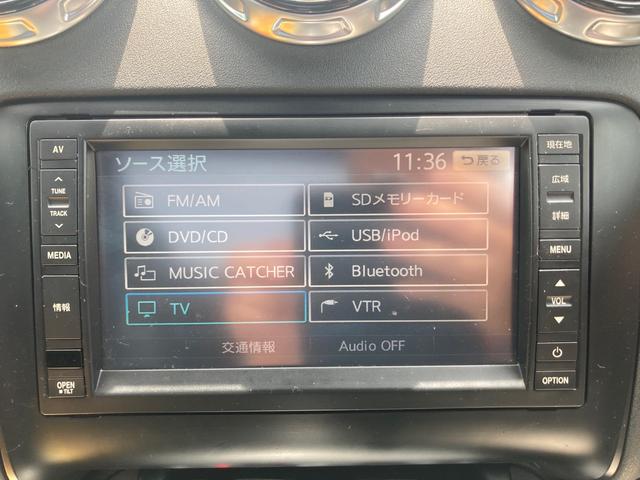 AV
TUNE
TRACK
MEDIA
情報
OPEN
TILT
ソース選択 11:36 戻る
FM/AM SDメモリーカード
DVD/CD USB/iPod
MUSIC CATCHER Bluetooth
TV VTR
交通情報 Audio OFF
現在地
広域
詳細
MENU
VOL
OPTION